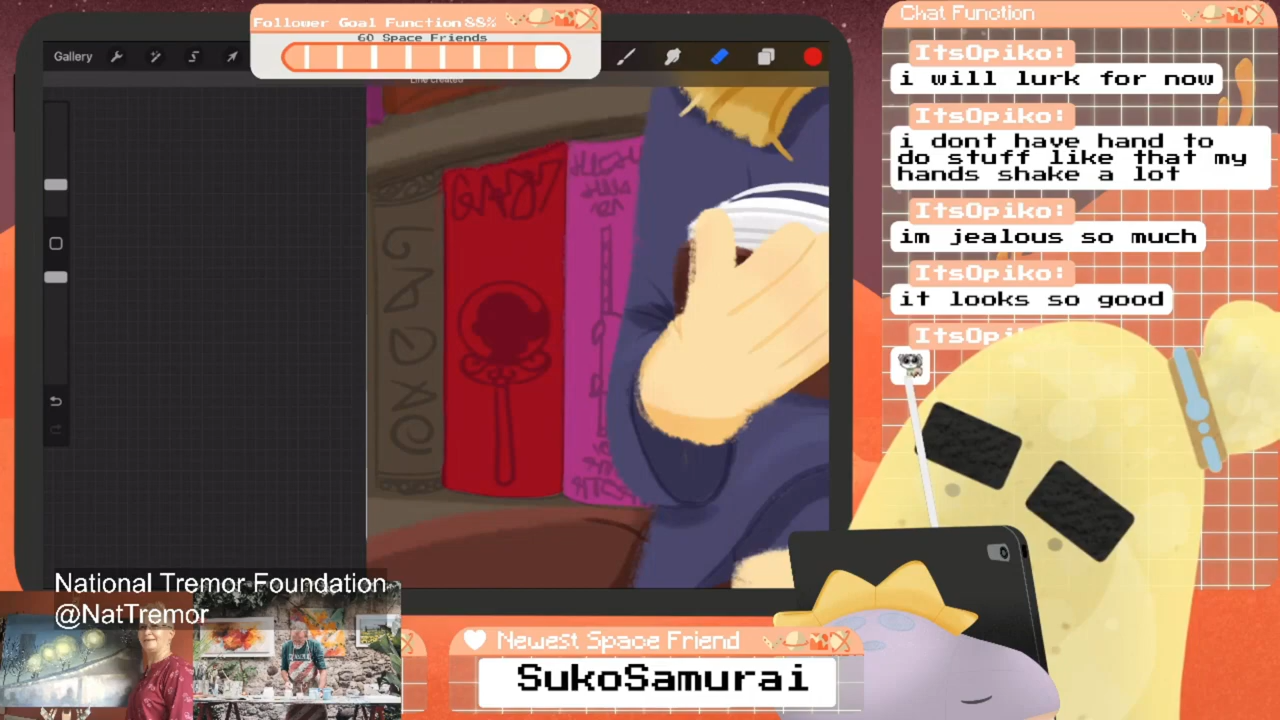 Follower Goal Function 88%
60 Space Friends
Gallery
Line created
Chat Function
ItsOpiko:
i will lurk for now
ItsOpiko:
i dont have hand to
do stuff like that my
hands shake a lot
ItsOpiko:
im jealous so much
ItsOpiko:
it looks so good
National Tremor Foundation
@NatTremor
Newest Space Friend
SukoSamurai